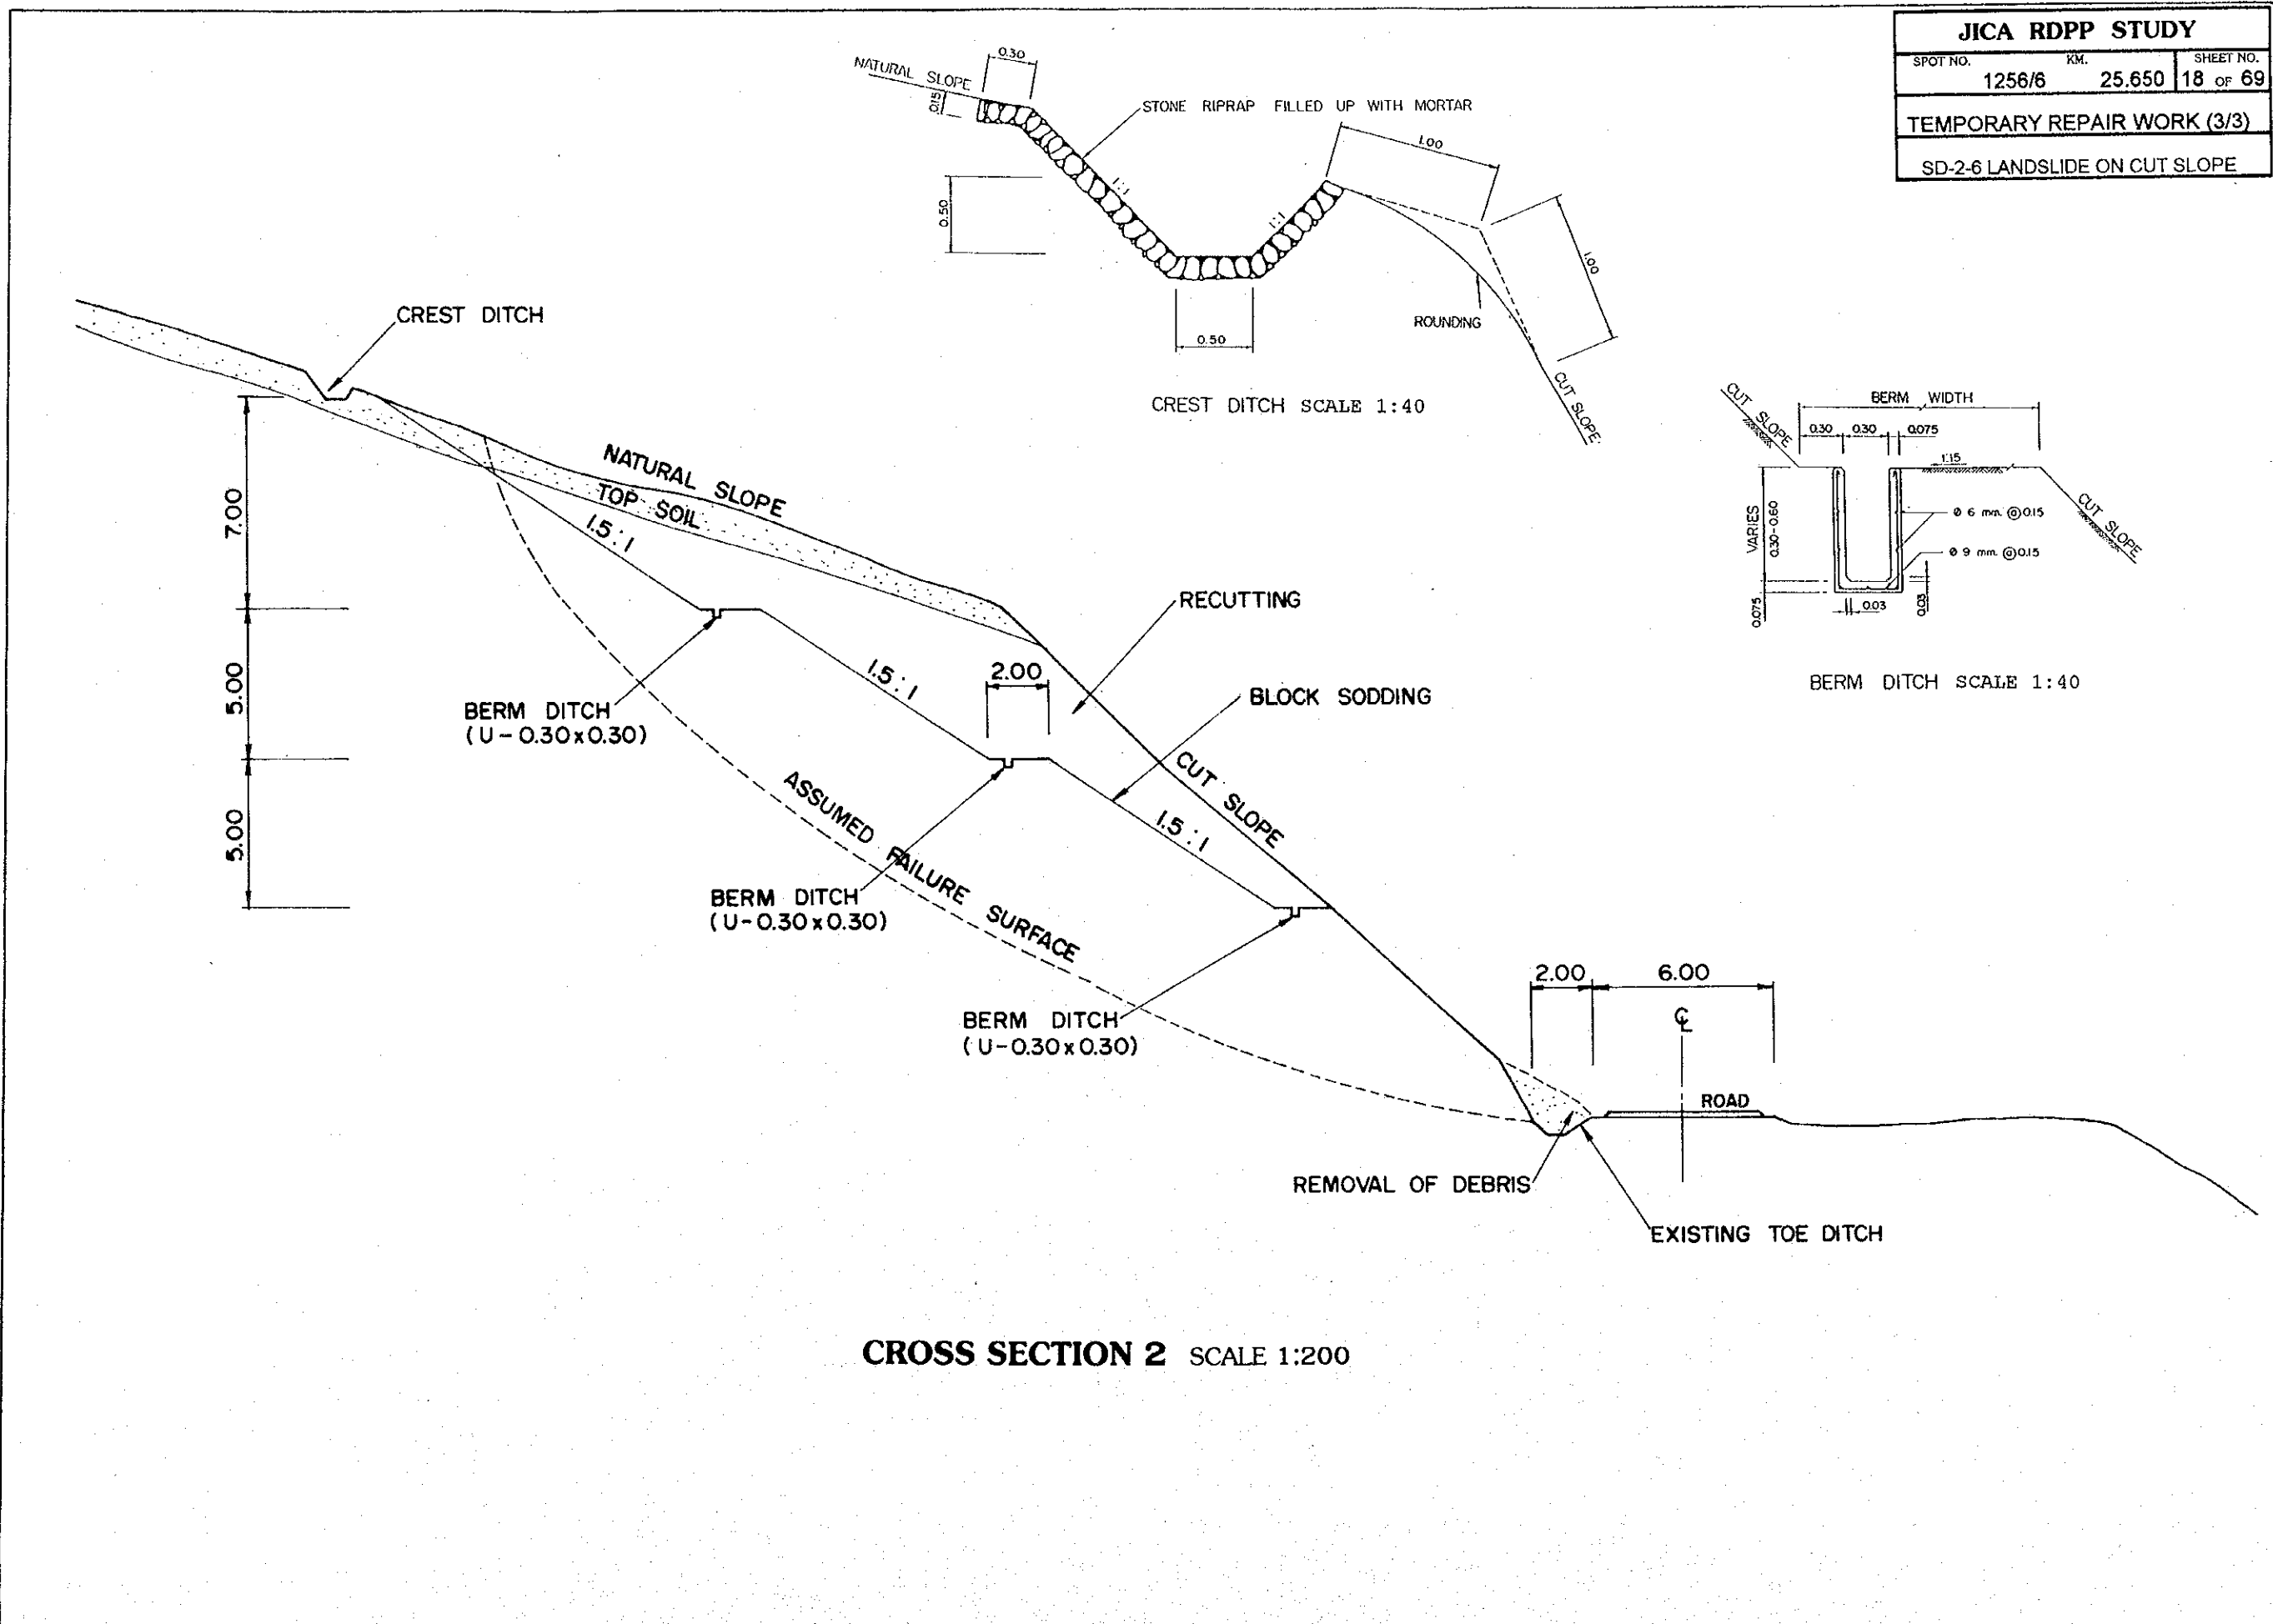 JICA RDPP STUDY
SPOT NO. KM. SHEET NO.
1256/6 25.650 18 OF 69
TEMPORARY REPAIR WORK (3/3)
SD-2-6 LANDSLIDE ON CUT SLOPE
NATURAL SLOPE
0.30
0.15
STONE RIPRAP FILLED UP WITH MORTAR
1:1
1:1
0.50
0.50
1.00
1.00
ROUNDING
CUT SLOPE
CREST DITCH SCALE 1:40
CUT SLOPE
BERM WIDTH
0.30 0.30 0.075
1:15
VARIES
0.30-0.60
Ø 6 mm. @0.15
Ø 9 mm. @0.15
CUT SLOPE
0.075
0.03
0.03
BERM DITCH SCALE 1:40
CREST DITCH
NATURAL SLOPE
TOP SOIL
7.00
5.00
5.00
1.5:1
1.5:1
1.5:1
2.00
RECUTTING
BLOCK SODDING
CUT SLOPE
BERM DITCH
(U-0.30x0.30)
BERM DITCH
(U-0.30x0.30)
BERM DITCH
(U-0.30x0.30)
ASSUMED FAILURE SURFACE
2.00 6.00
℄
ROAD
REMOVAL OF DEBRIS
EXISTING TOE DITCH
CROSS SECTION 2 SCALE 1:200